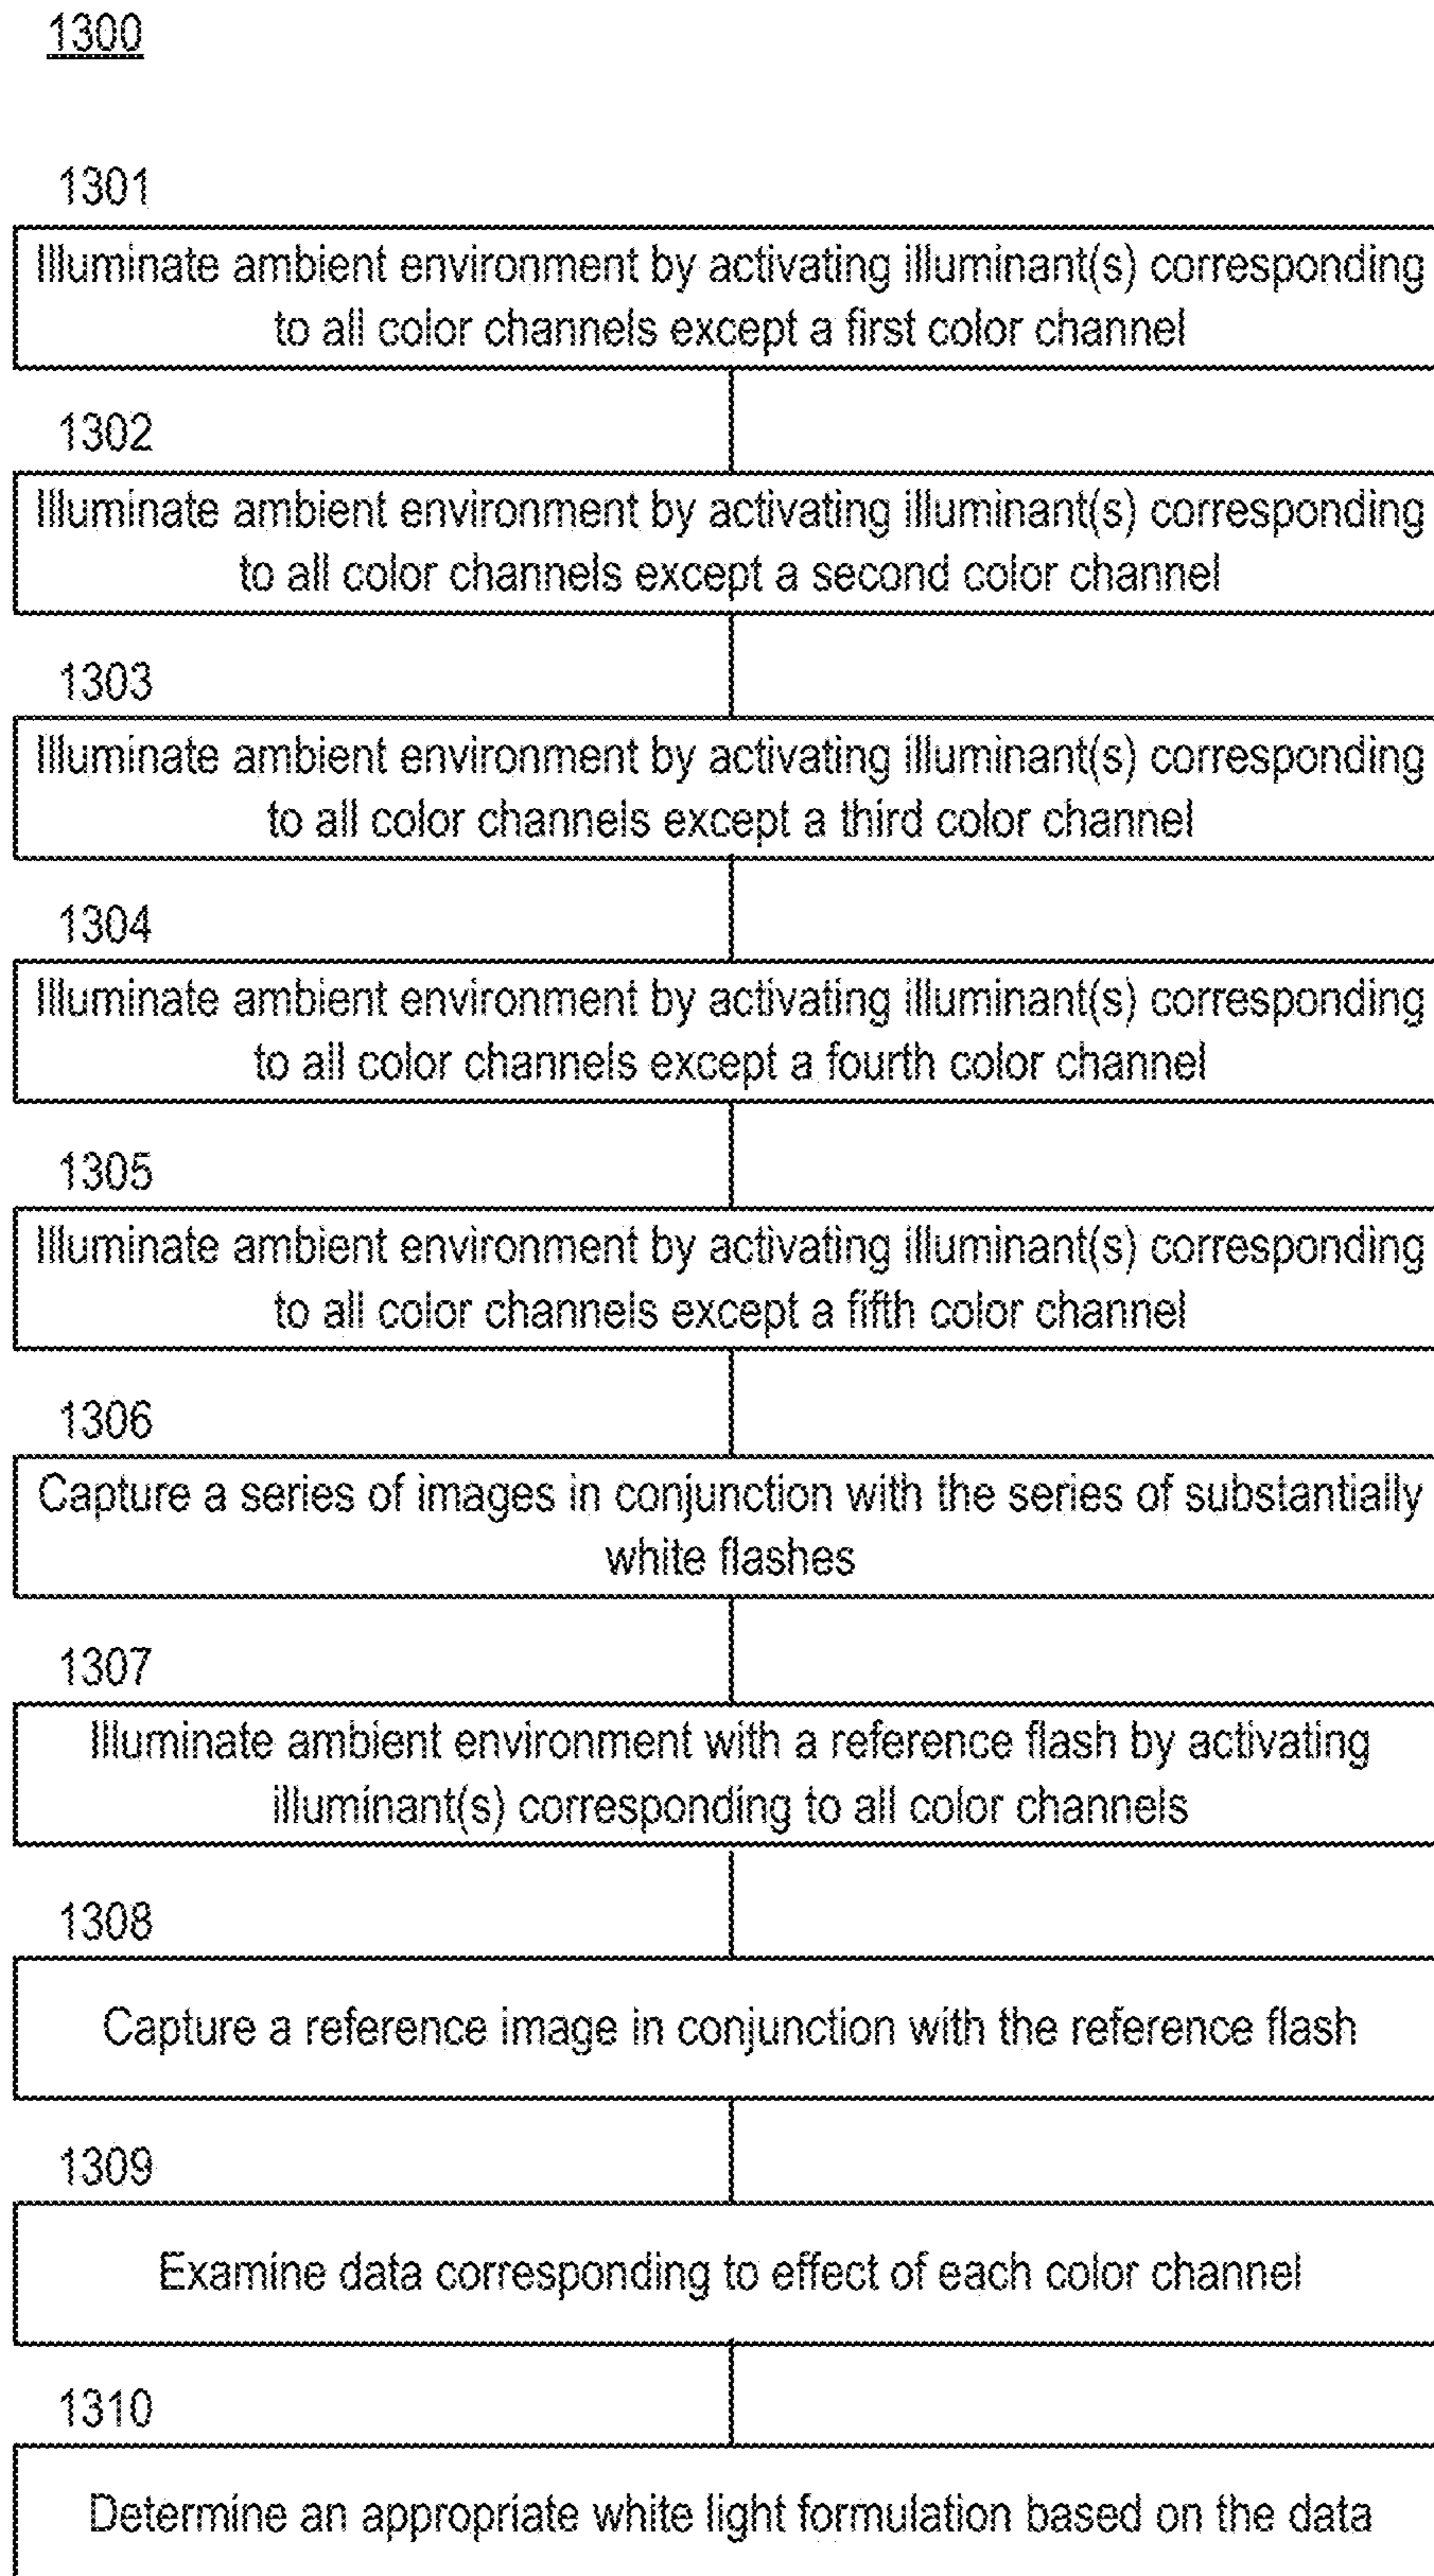 1300
1301
Illuminate ambient environment by activating illuminant(s) corresponding
to all color channels except a first color channel
1302
Illuminate ambient environment by activating illuminant(s) corresponding
to all color channels except a second color channel
1303
Illuminate ambient environment by activating illuminant(s) corresponding
to all color channels except a third color channel
1304
Illuminate ambient environment by activating illuminant(s) corresponding
to all color channels except a fourth color channel
1305
Illuminate ambient environment by activating illuminant(s) corresponding
to all color channels except a fifth color channel
1306
Capture a series of images in conjunction with the series of substantially
white flashes
1307
Illuminate ambient environment with a reference flash by activating
illuminant(s) corresponding to all color channels
1308
Capture a reference image in conjunction with the reference flash
1309
Examine data corresponding to effect of each color channel
1310
Determine an appropriate white light formulation based on the data